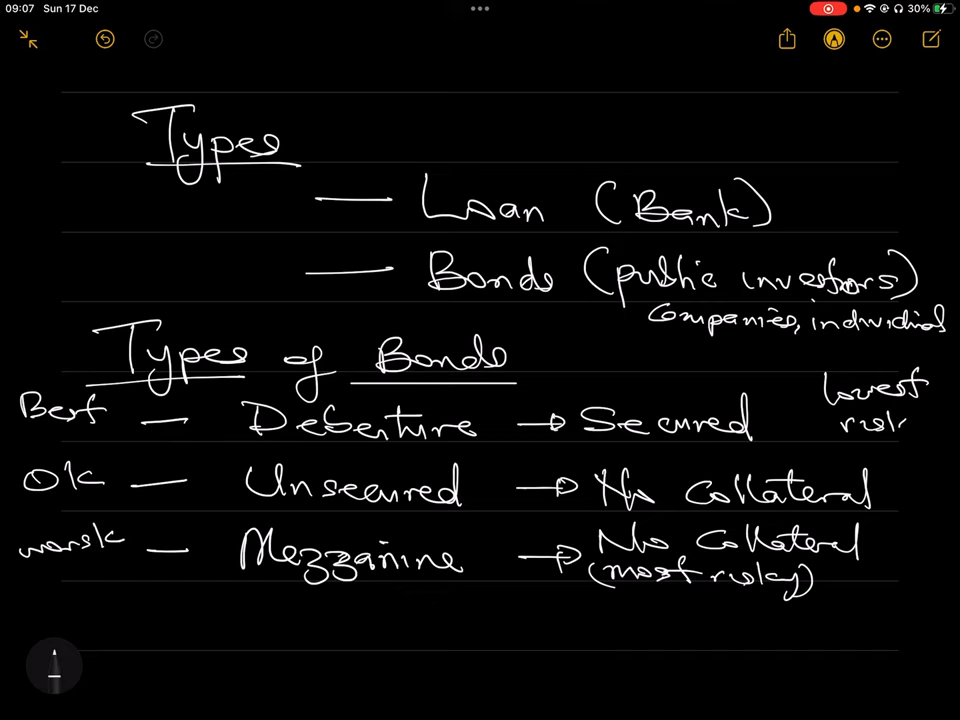 09:07 Sun 17 Dec
30%
Types
— Loan (Bank)
— Bonds (public investors)
companies, individual
Types of Bonds
Best — Debenture → Secured lowest risk
Ok — Unsecured → No Collateral
worst — Mezzanine → No Collateral
(most risky)